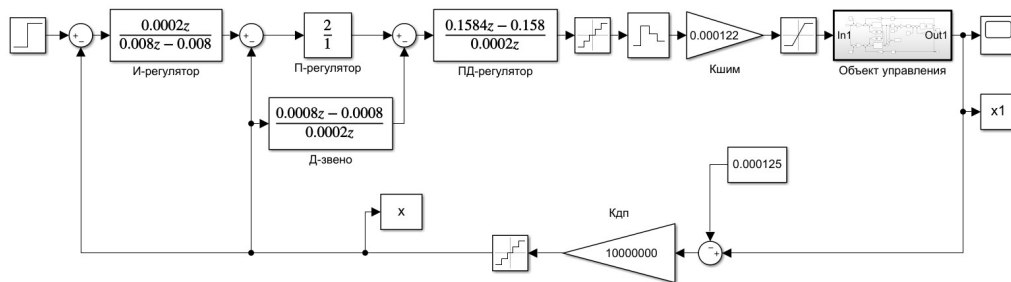 0.0002z
0.008z − 0.008
И-регулятор
2
1
П-регулятор
0.1584z − 0.158
0.0002z
ПД-регулятор
0.000122
Кшим
In1
Out1
Объект управления
0.0008z − 0.0008
0.0002z
Д-звено
x1
0.000125
x
Кдп
10000000